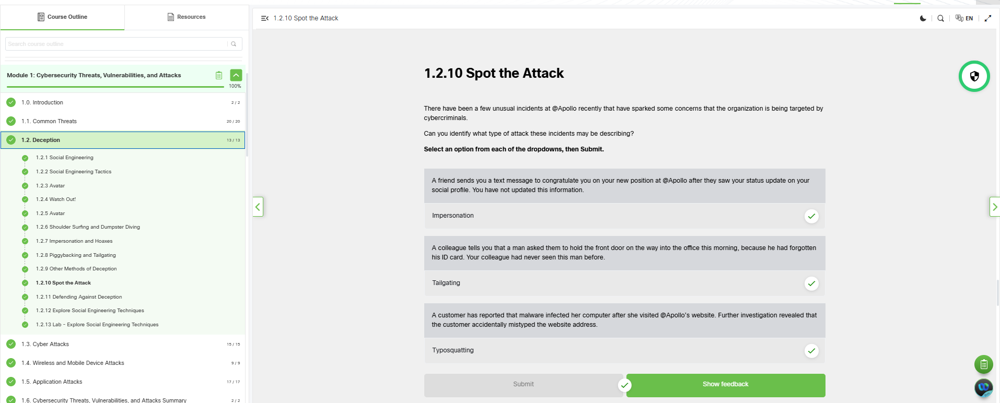 Course Outline
Resources
Search course outline
Module 1: Cybersecurity Threats, Vulnerabilities, and Attacks
100%
1.0. Introduction 2 / 2
1.1. Common Threats 20 / 20
1.2. Deception 13 / 13
1.2.1 Social Engineering
1.2.2 Social Engineering Tactics
1.2.3 Avatar
1.2.4 Watch Out!
1.2.5 Avatar
1.2.6 Shoulder Surfing and Dumpster Diving
1.2.7 Impersonation and Hoaxes
1.2.8 Piggybacking and Tailgating
1.2.9 Other Methods of Deception
1.2.10 Spot the Attack
1.2.11 Defending Against Deception
1.2.12 Explore Social Engineering Techniques
1.2.13 Lab - Explore Social Engineering Techniques
1.3. Cyber Attacks 15 / 15
1.4. Wireless and Mobile Device Attacks 9 / 9
1.5. Application Attacks 17 / 17
1.6. Cybersecurity Threats, Vulnerabilities, and Attacks Summary 2 / 2
1.2.10 Spot the Attack
EN
1.2.10 Spot the Attack
There have been a few unusual incidents at @Apollo recently that have sparked some concerns that the organization is being targeted by
cybercriminals.
Can you identify what type of attack these incidents may be describing?
Select an option from each of the dropdowns, then Submit.
A friend sends you a text message to congratulate you on your new position at @Apollo after they saw your status update on your
social profile. You have not updated this information.
Impersonation
A colleague tells you that a man asked them to hold the front door on the way into the office this morning, because he had forgotten
his ID card. Your colleague had never seen this man before.
Tailgating
A customer has reported that malware infected her computer after she visited @Apollo's website. Further investigation revealed that
the customer accidentally mistyped the website address.
Typosquatting
Submit
Show feedback